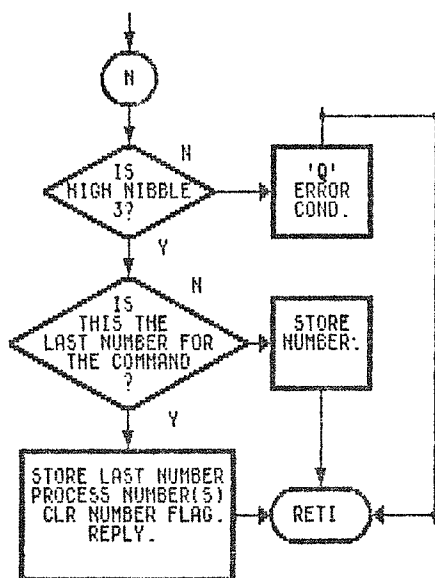 N
IS
HIGH NIBBLE
3?
N
Y
'Q'
ERROR
COND.
IS
THIS THE
LAST NUMBER FOR
THE COMMAND
?
N
Y
STORE
NUMBER.
STORE LAST NUMBER
PROCESS NUMBER(S)
CLR NUMBER FLAG.
REPLY.
RETI